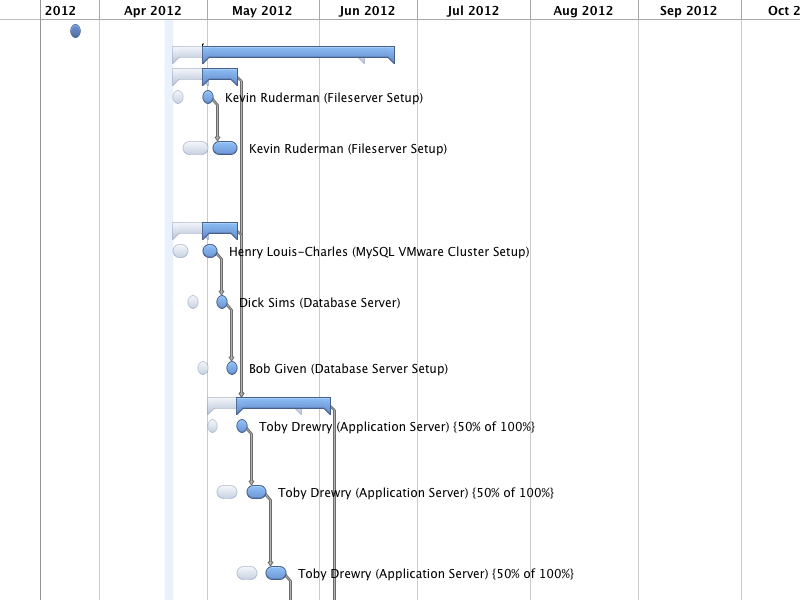 2012 Apr 2012 May 2012 Jun 2012 Jul 2012 Aug 2012 Sep 2012 Oct 2
Kevin Ruderman (Fileserver Setup)
Kevin Ruderman (Fileserver Setup)
Henry Louis-Charles (MySQL VMware Cluster Setup)
Dick Sims (Database Server)
Bob Given (Database Server Setup)
Toby Drewry (Application Server) {50% of 100%}
Toby Drewry (Application Server) {50% of 100%}
Toby Drewry (Application Server) {50% of 100%}